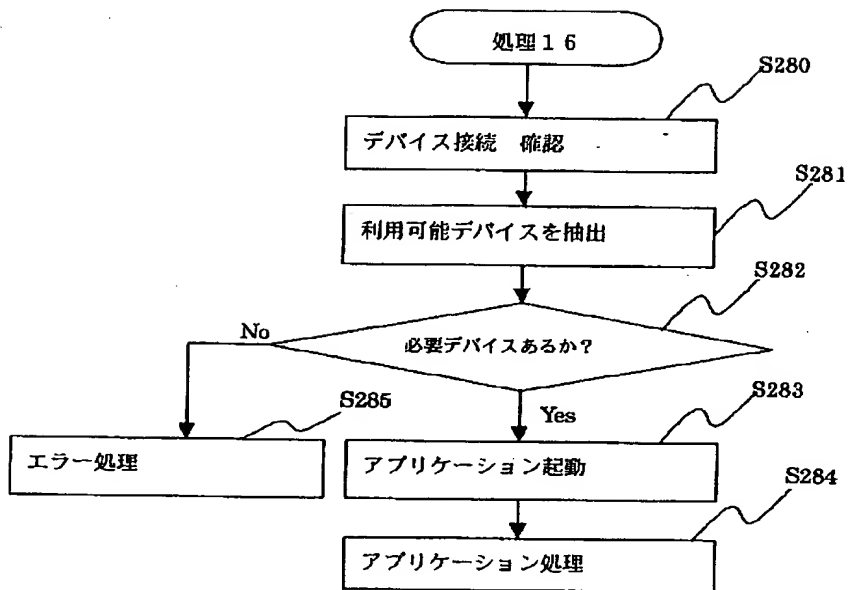 処理１６
S280
デバイス接続　確認
S281
利用可能デバイスを抽出
S282
No
必要デバイスあるか？
S285
Yes
S283
エラー処理
アプリケーション起動
S284
アプリケーション処理